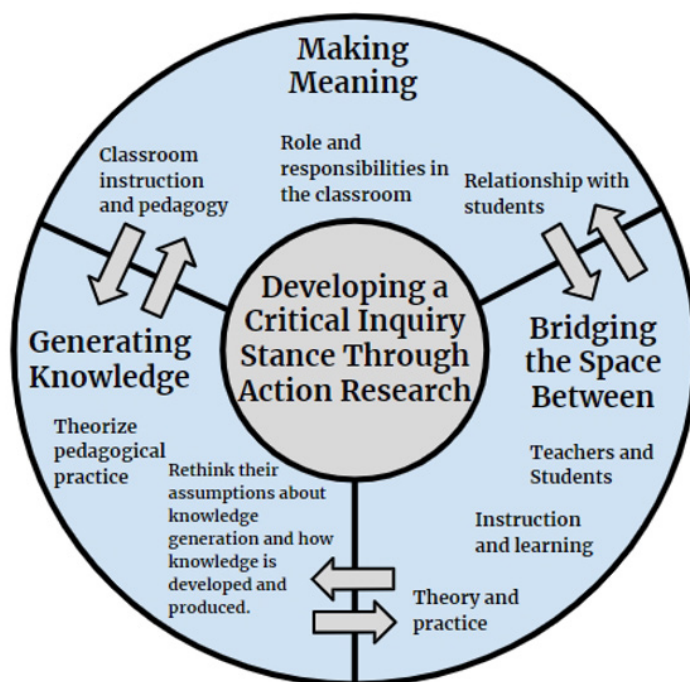 Making
Meaning
Classroom
instruction
and pedagogy
Role and
responsibilities in
the classroom
Relationship with
students
Developing a
Critical Inquiry
Stance Through
Action Research
Generating
Knowledge
Theorize
pedagogical
practice
Rethink their
assumptions about
knowledge
generation and how
knowledge is
developed and
produced.
Bridging
the Space
Between
Teachers and
Students
Instruction
and learning
Theory and
practice